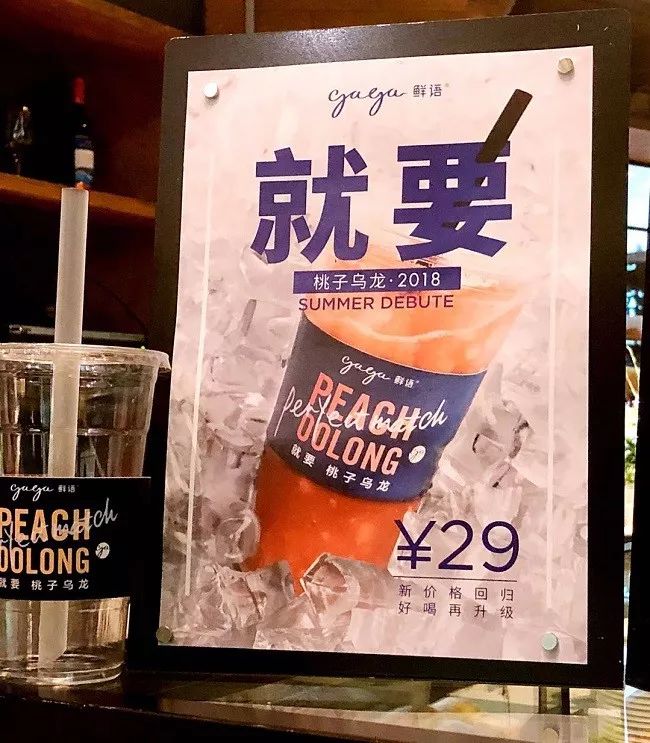 gaga 鲜语®
就要
桃子乌龙·2018
SUMMER DEBUTE
gaga 鲜语®
PEACH
perfect match
OOLONG
就要 桃子乌龙
¥29
新价格回归
好喝再升级
gaga 鲜语
PEACH
match
OOLONG
就要 桃子乌龙